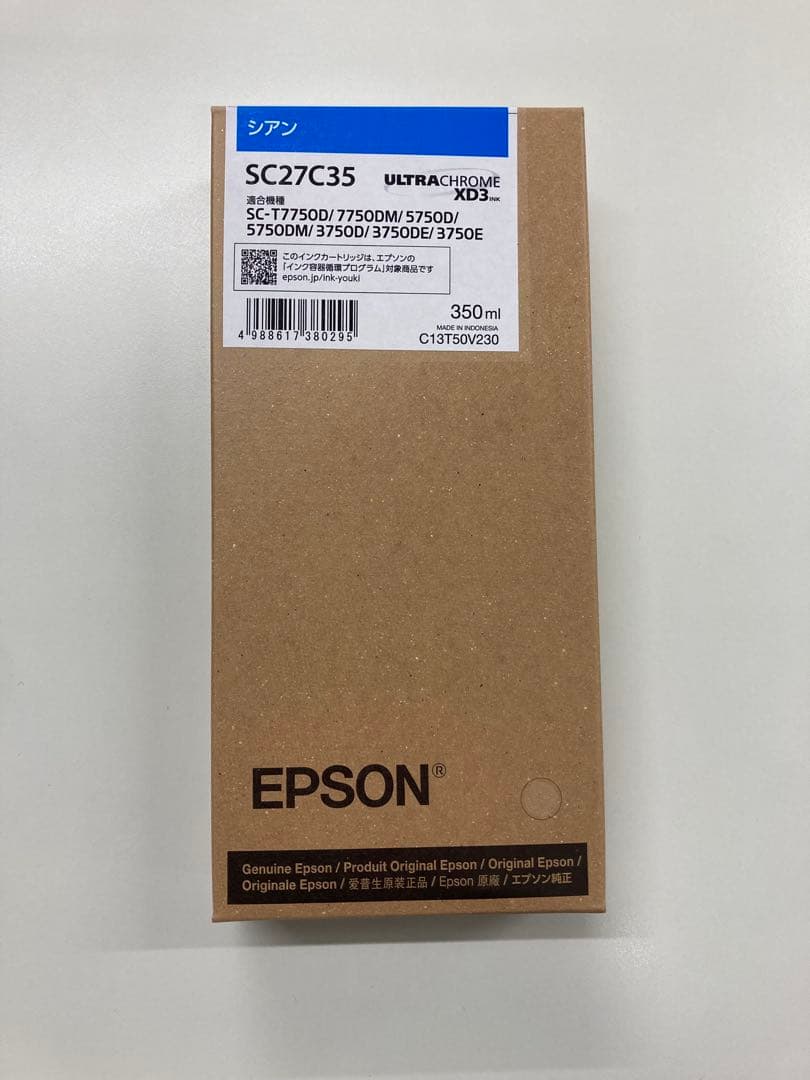 シアン
SC27C35
ULTRACHROME
XD3 INK
適合機種
SC-T7750D/7750DM/5750D/
5750DM/3750D/3750DE/3750E
このインクカートリッジは、エプソンの
「インク容器循環プログラム」対象商品です
epson.jp/ink-youki
4 988617 380295
350ml
MADE IN INDONESIA
C13T50V230
EPSON®
Genuine Epson / Produit Original Epson / Original Epson /
Originale Epson / 爱普生原装正品 / Epson 原廠 / エプソン純正